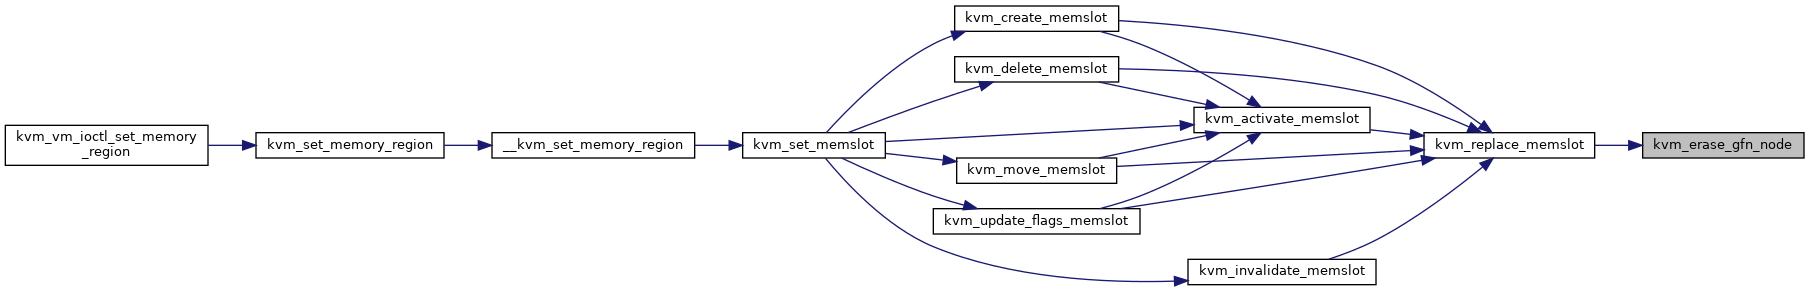 kvm_vm_ioctl_set_memory
_region
kvm_set_memory_region
__kvm_set_memory_region
kvm_set_memslot
kvm_create_memslot
kvm_delete_memslot
kvm_activate_memslot
kvm_move_memslot
kvm_update_flags_memslot
kvm_invalidate_memslot
kvm_replace_memslot
kvm_erase_gfn_node